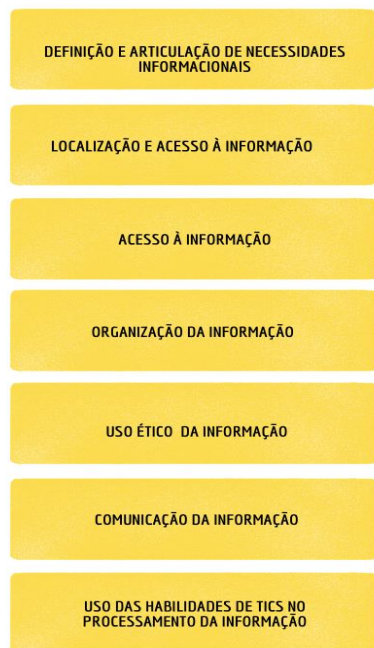 DEFINIÇÃO E ARTICULAÇÃO DE NECESSIDADES
INFORMACIONAIS
LOCALIZAÇÃO E ACESSO À INFORMAÇÃO
ACESSO À INFORMAÇÃO
ORGANIZAÇÃO DA INFORMAÇÃO
USO ÉTICO DA INFORMAÇÃO
COMUNICAÇÃO DA INFORMAÇÃO
USO DAS HABILIDADES DE TICS NO
PROCESSAMENTO DA INFORMAÇÃO